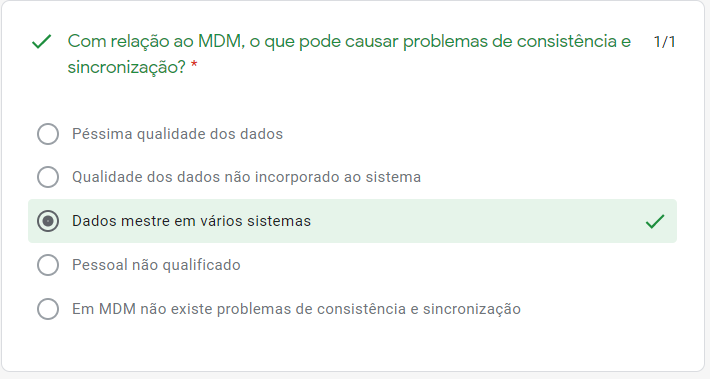 Com relação ao MDM, o que pode causar problemas de consistência e 1/1
sincronização? *
Péssima qualidade dos dados
Qualidade dos dados não incorporado ao sistema
Dados mestre em vários sistemas
Pessoal não qualificado
Em MDM não existe problemas de consistência e sincronização